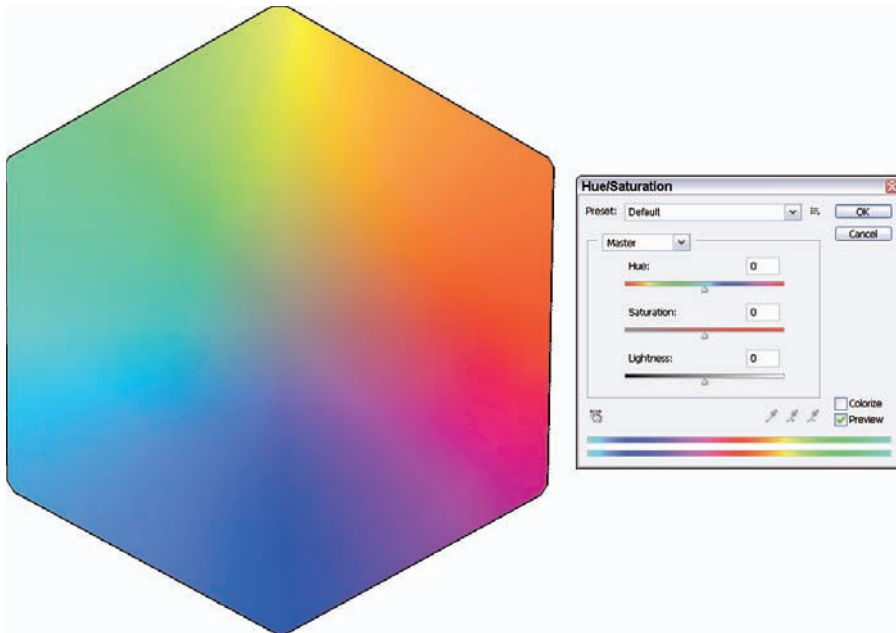 Hue/Saturation
Preset: Default
OK
Cancel
Master
Hue: 0
Saturation: 0
Lightness: 0
Colorize
Preview